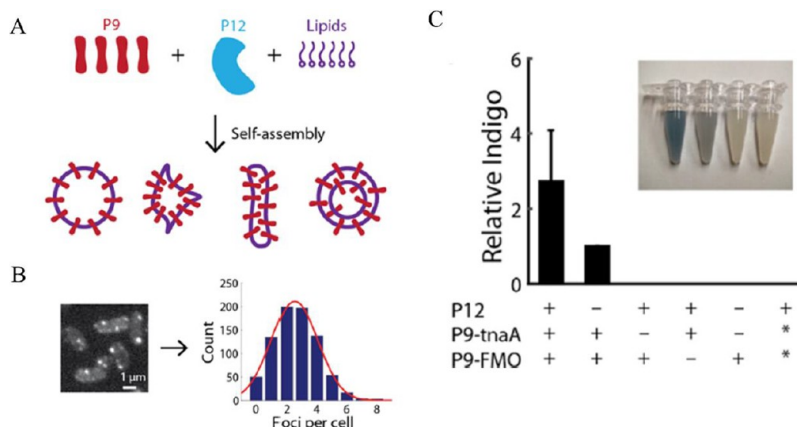 A
P9 + P12 + Lipids
Self-assembly
B
1 μm
Count
250
200
150
100
50
0
0 2 4 6 8
Foci per cell
C
Relative Indigo
6
4
2
0
P12 + − + + − +
P9-tnaA + + − + − *
P9-FMO + + + − + *